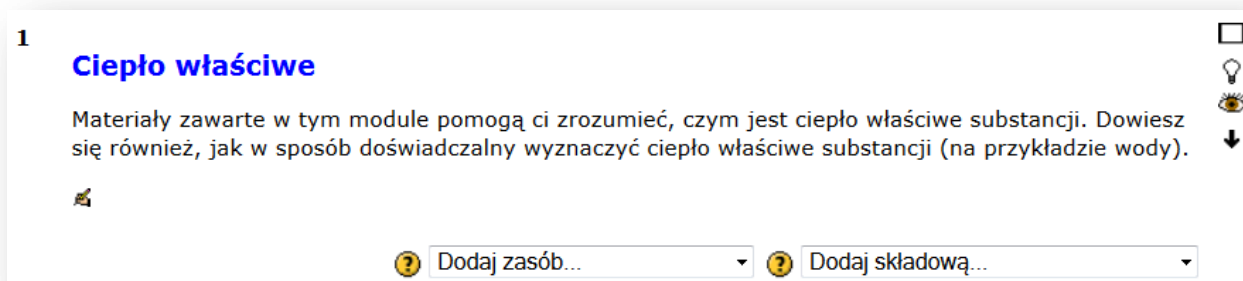 1
Ciepło właściwe
Materiały zawarte w tym module pomogą ci zrozumieć, czym jest ciepło właściwe substancji. Dowiesz
się również, jak w sposób doświadczalny wyznaczyć ciepło właściwe substancji (na przykładzie wody).
Dodaj zasób... Dodaj składową...